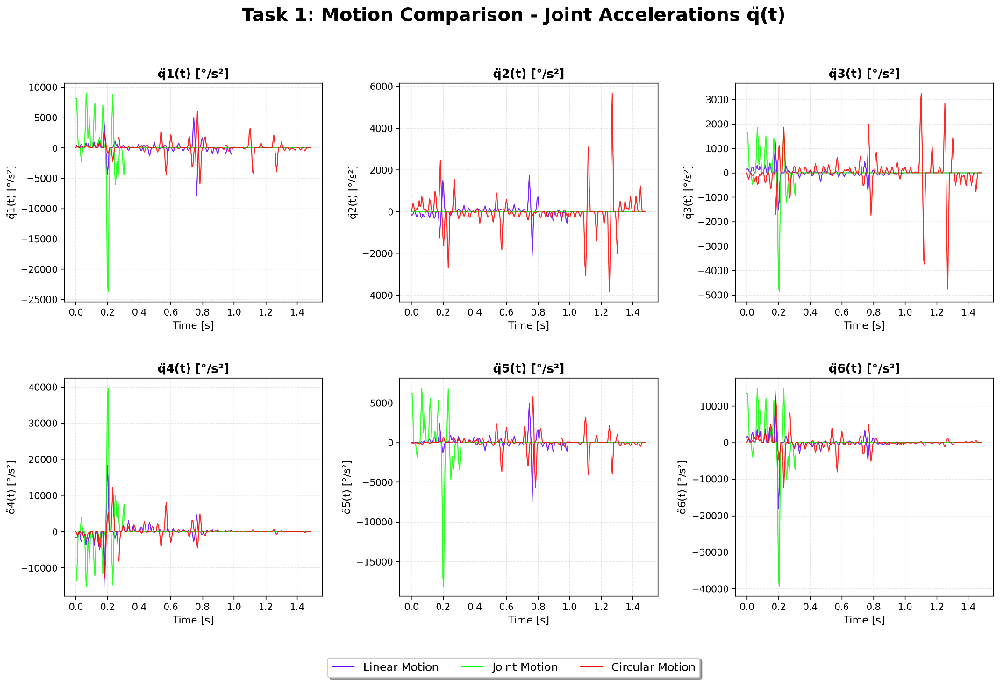 Task 1: Motion Comparison - Joint Accelerations q̈(t)
q̈1(t) [°/s²]
q̈2(t) [°/s²]
q̈3(t) [°/s²]
q̈1(t) [°/s²]
10000
5000
0
−5000
−10000
−15000
−20000
−25000
0.0 0.2 0.4 0.6 0.8 1.0 1.2 1.4
Time [s]
q̈2(t) [°/s²]
6000
4000
2000
0
−2000
−4000
0.0 0.2 0.4 0.6 0.8 1.0 1.2 1.4
Time [s]
q̈3(t) [°/s²]
3000
2000
1000
0
−1000
−2000
−3000
−4000
−5000
0.0 0.2 0.4 0.6 0.8 1.0 1.2 1.4
Time [s]
q̈4(t) [°/s²]
q̈5(t) [°/s²]
q̈6(t) [°/s²]
q̈4(t) [°/s²]
40000
30000
20000
10000
0
−10000
0.0 0.2 0.4 0.6 0.8 1.0 1.2 1.4
Time [s]
q̈5(t) [°/s²]
5000
0
−5000
−10000
−15000
0.0 0.2 0.4 0.6 0.8 1.0 1.2 1.4
Time [s]
q̈6(t) [°/s²]
10000
0
−10000
−20000
−30000
−40000
0.0 0.2 0.4 0.6 0.8 1.0 1.2 1.4
Time [s]
Linear Motion Joint Motion Circular Motion